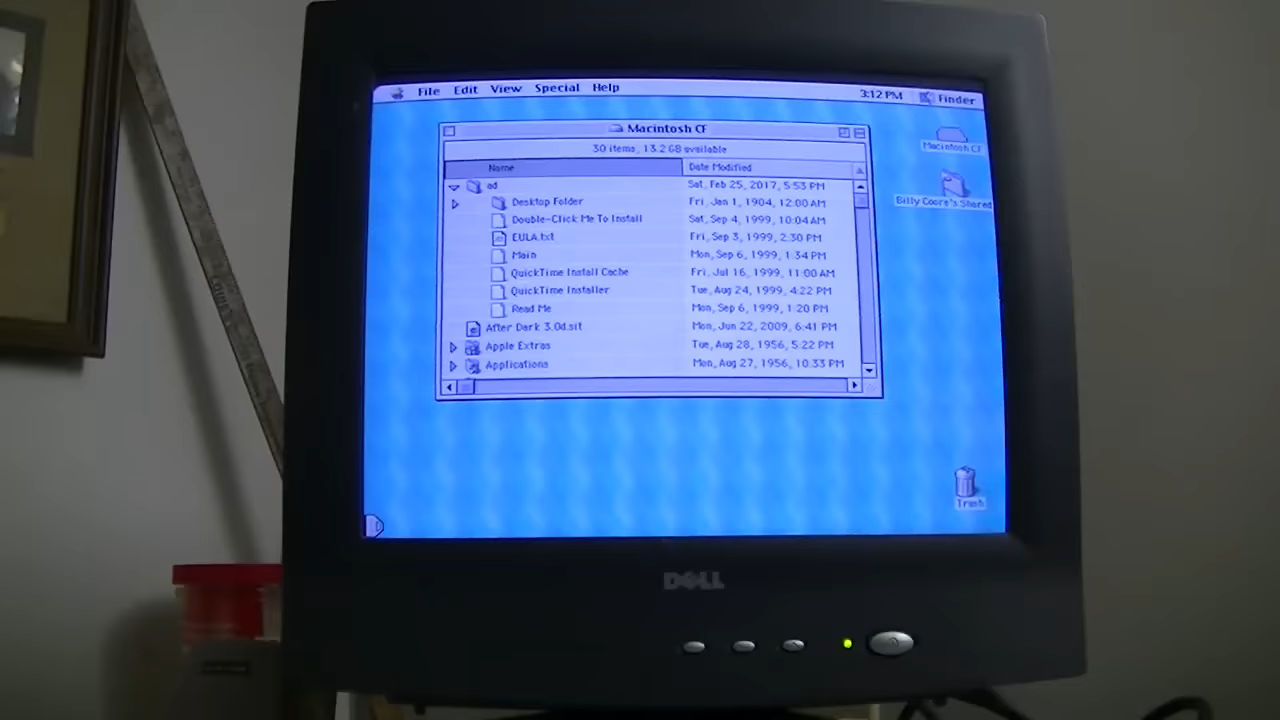 File Edit View Special Help 3:12 PM Finder
Macintosh CF
30 items, 13.2 GB available
Name Date Modified
ad Sat, Feb 25, 2017, 5:53 PM
Desktop Folder Fri, Jan 1, 1904, 12:00 AM
Double-Click Me To Install Sat, Sep 4, 1999, 10:04 AM
EULA.txt Fri, Sep 3, 1999, 2:30 PM
Main Mon, Sep 6, 1999, 1:34 PM
QuickTime Install Cache Fri, Jul 16, 1999, 11:00 AM
QuickTime Installer Tue, Aug 24, 1999, 4:22 PM
Read Me Mon, Sep 6, 1999, 1:20 PM
After Dark 3.0d.sit Mon, Jun 22, 2009, 6:41 PM
Apple Extras Tue, Aug 28, 1956, 5:22 PM
Applications Mon, Aug 27, 1956, 10:33 PM
Macintosh CF
Billy Coore's Shared
Trash
DELL